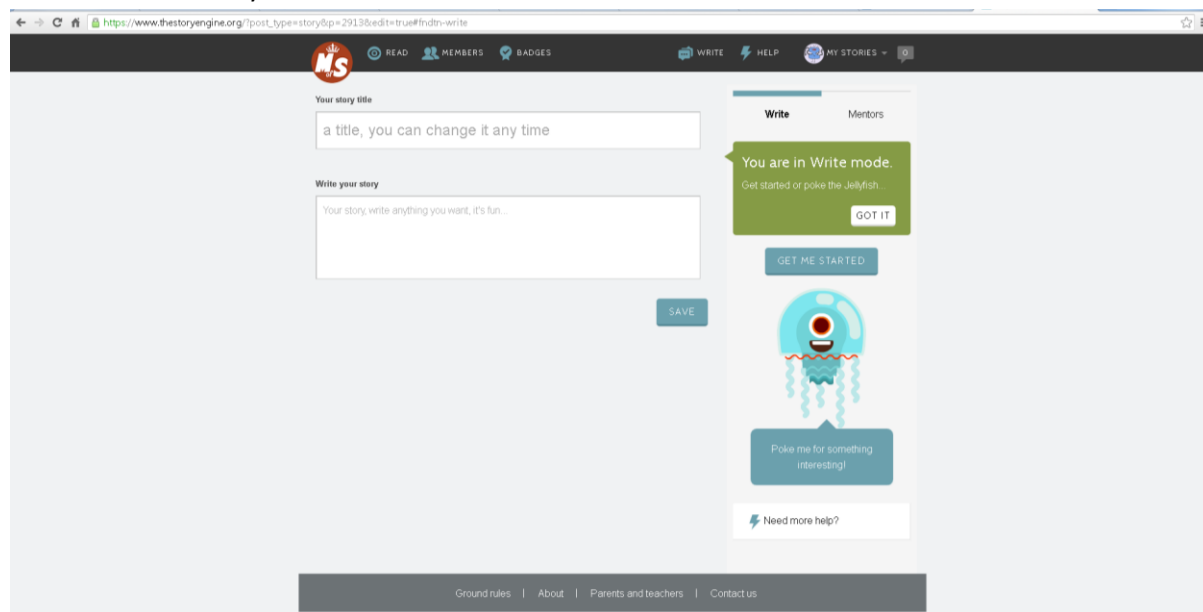 https://www.thestoryengine.org/?post_type=story&p=2913&edit=true#fndtn-write
MS
or
READ MEMBERS BADGES WRITE HELP MY STORIES 0
Your story title
a title, you can change it any time
Write your story
Your story, write anything you want, it's fun...
SAVE
Write Mentors
You are in Write mode.
Get started or poke the Jellyfish...
GOT IT
GET ME STARTED
Poke me for something
interesting!
Need more help?
Ground rules | About | Parents and teachers | Contact us